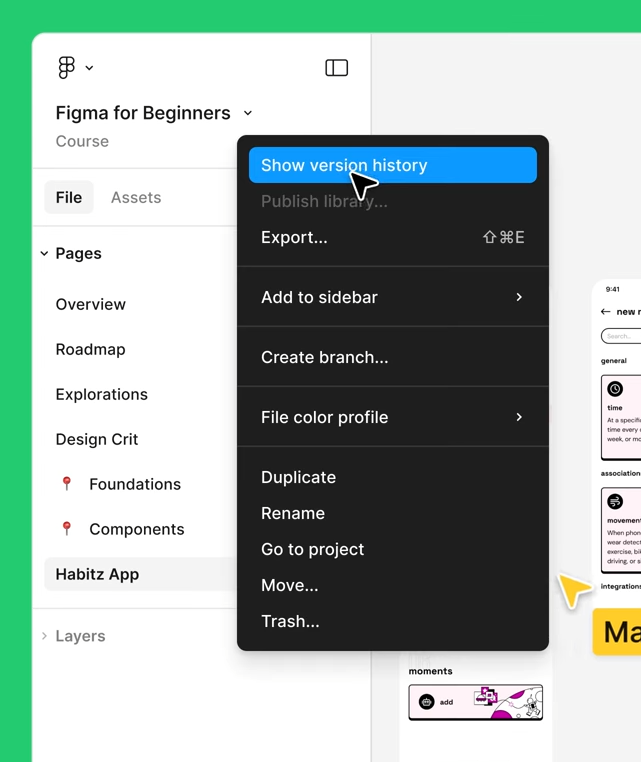 Figma for Beginners
Course
File
Assets
Pages
Overview
Roadmap
Explorations
Design Crit
Foundations
Components
Habitz App
Layers
Show version history
Publish library...
Export...
⇧⌘E
Add to sidebar
Create branch...
File color profile
Duplicate
Rename
Go to project
Move...
Trash...
9:41
new
Search...
general
time
At a specifi
time every
week, or mo
association
movement
When phon
wear detect
exercise, bi
driving, or s
integrations
Ma
moments
add